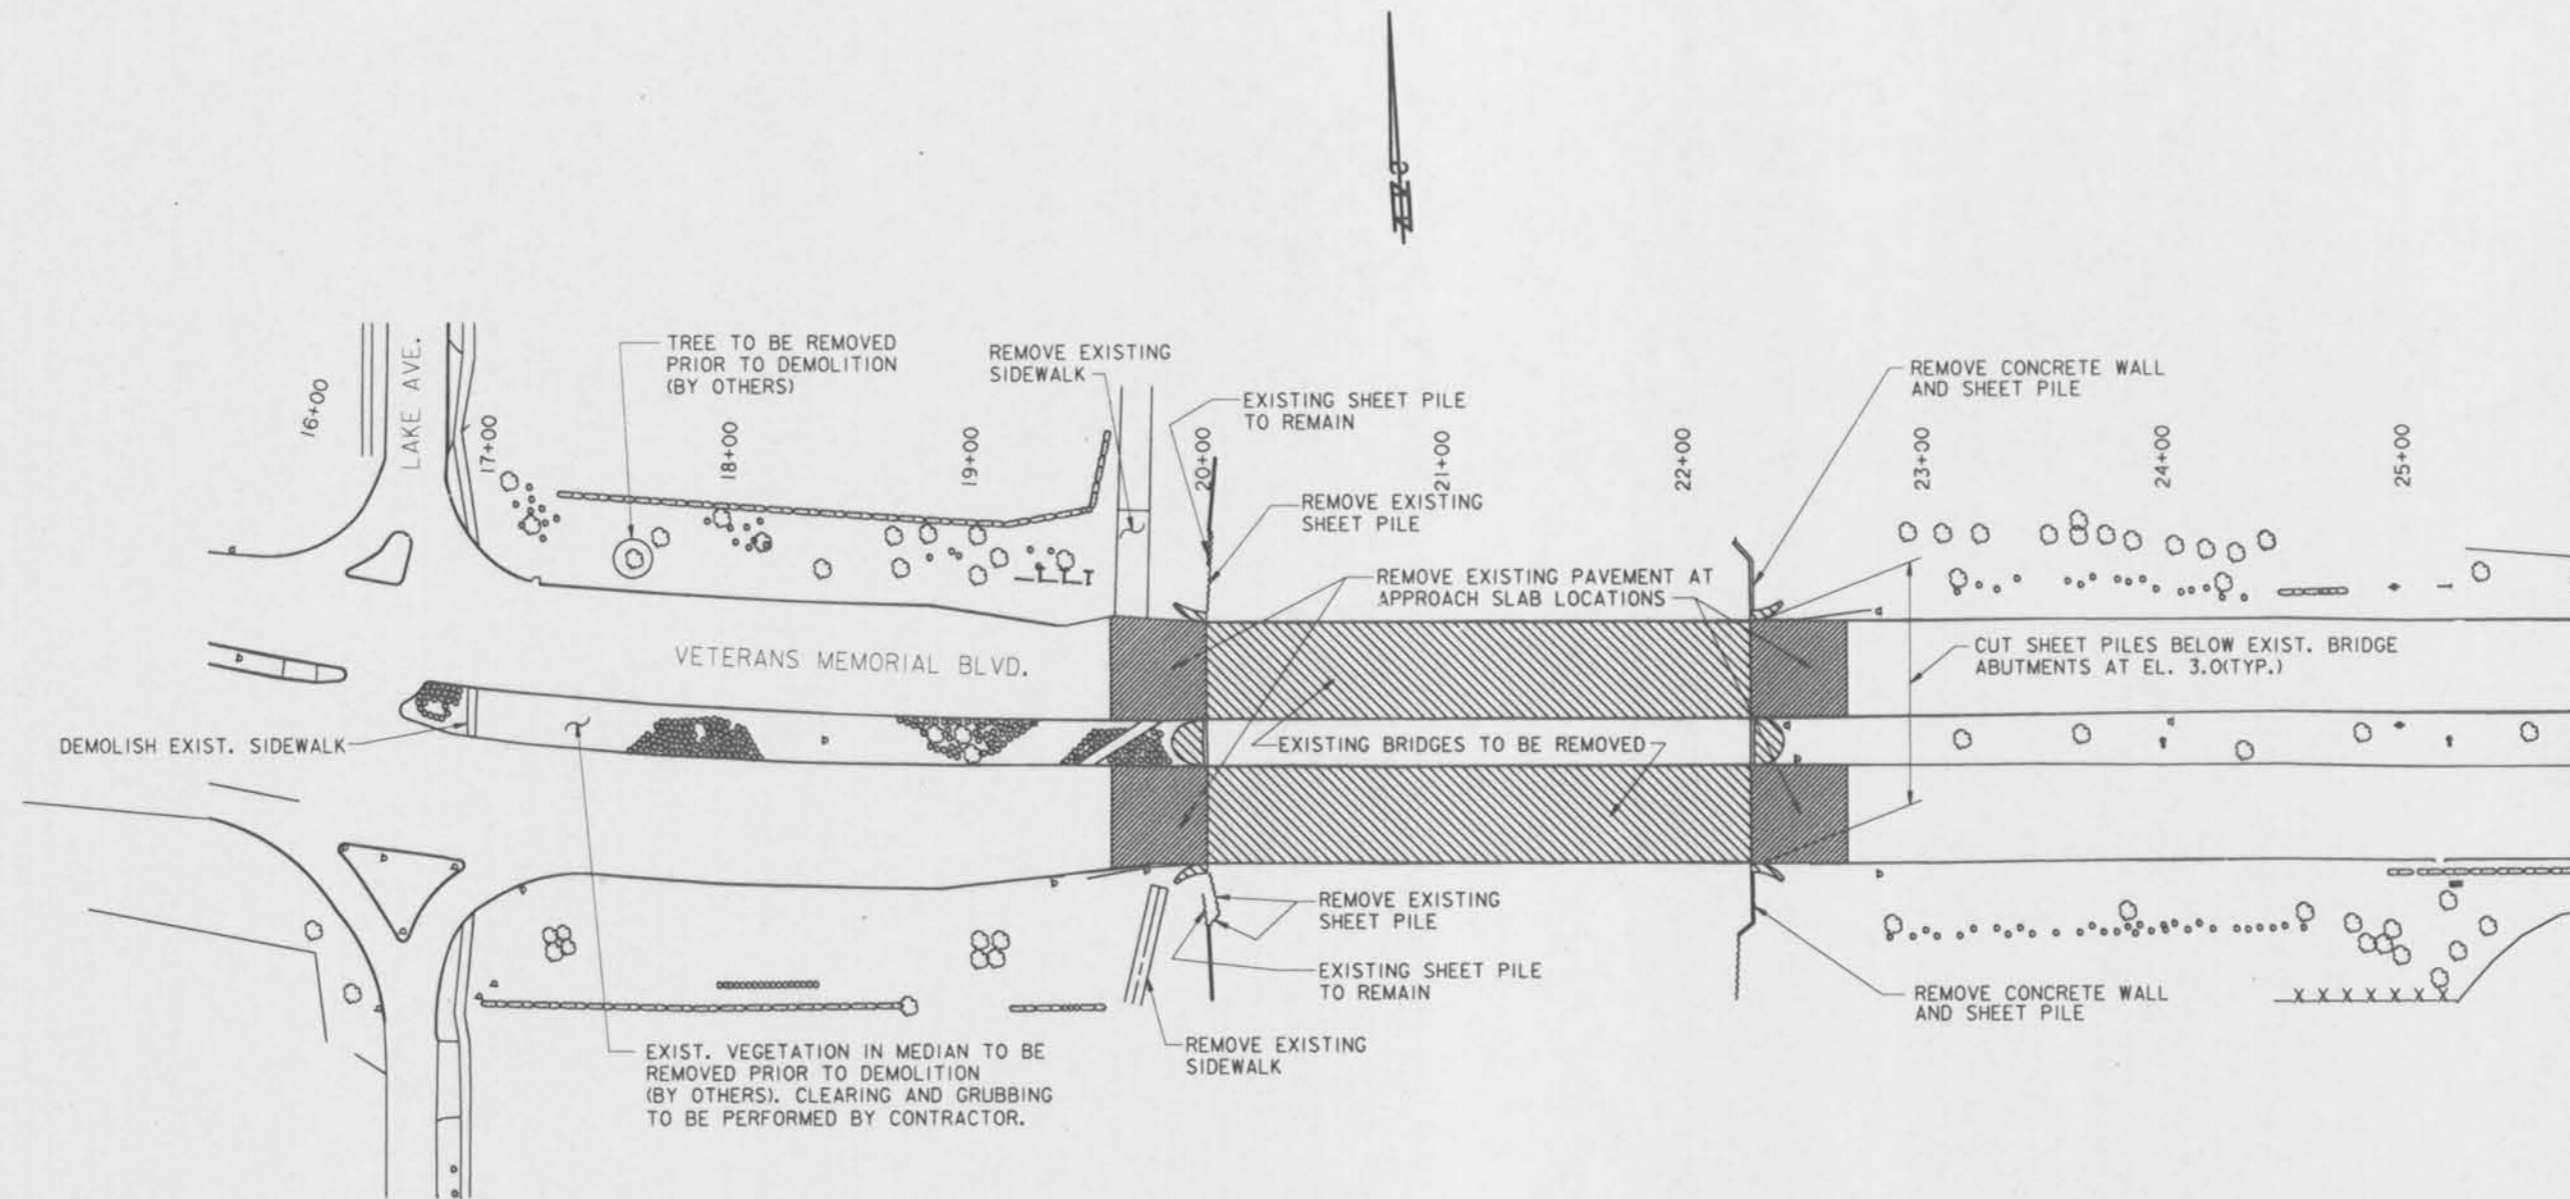 TREE TO BE REMOVED
PRIOR TO DEMOLITION
(BY OTHERS)
REMOVE EXISTING
SIDEWALK
EXISTING SHEET PILE
TO REMAIN
REMOVE CONCRETE WALL
AND SHEET PILE
LAKE AVE.
16+00
17+00
18+00
19+00
20+00
21+00
22+00
23+00
24+00
25+00
REMOVE EXISTING
SHEET PILE
REMOVE EXISTING PAVEMENT AT
APPROACH SLAB LOCATIONS
VETERANS MEMORIAL BLVD.
CUT SHEET PILES BELOW EXIST. BRIDGE
ABUTMENTS AT EL. 3.0(TYP.)
DEMOLISH EXIST. SIDEWALK
EXISTING BRIDGES TO BE REMOVED
REMOVE EXISTING
SHEET PILE
EXISTING SHEET PILE
TO REMAIN
REMOVE CONCRETE WALL
AND SHEET PILE
REMOVE EXISTING
SIDEWALK
EXIST. VEGETATION IN MEDIAN TO BE
REMOVED PRIOR TO DEMOLITION
(BY OTHERS). CLEARING AND GRUBBING
TO BE PERFORMED BY CONTRACTOR.